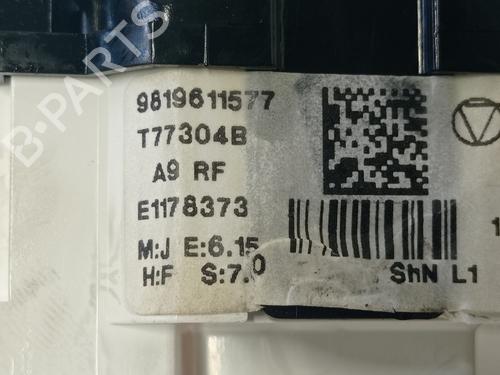 9819611577
T77304B
A9 RF
E1178373
M:J E:6.15
H:F S:7.0
ShN L1
B-PARTS